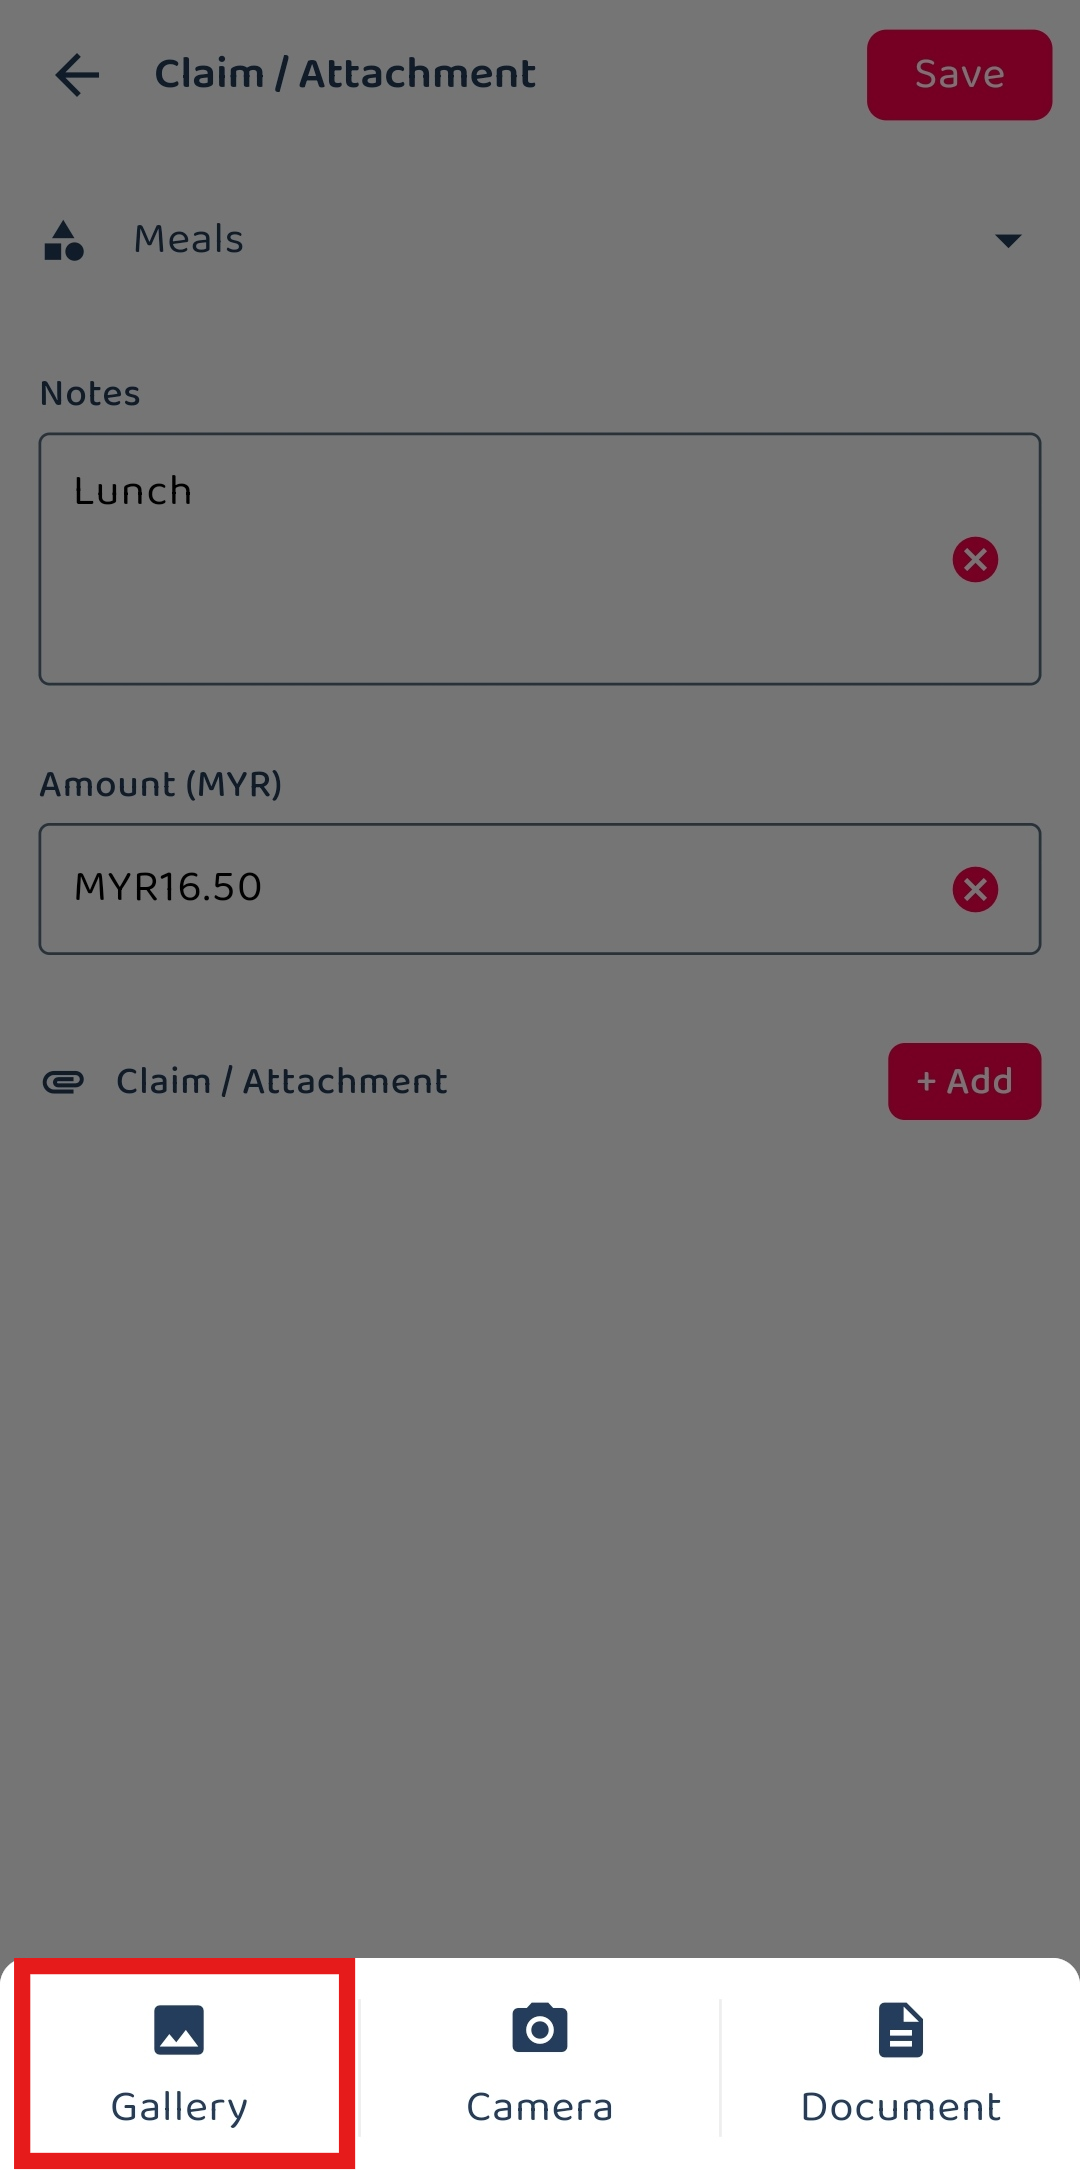 Claim / Attachment
Save
Meals
Notes
Lunch
Amount (MYR)
MYR16.50
Claim / Attachment
+ Add
Gallery
Camera
Document